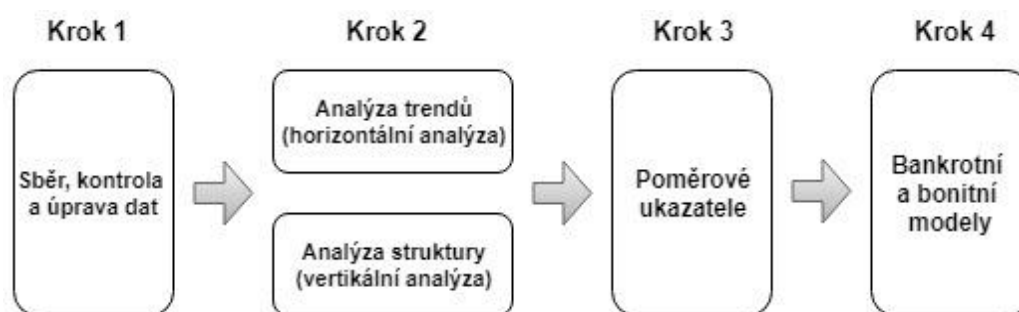 Krok 1
Krok 2
Krok 3
Krok 4
Sběr, kontrola
a úprava dat
Analýza trendů
(horizontální analýza)
Analýza struktury
(vertikální analýza)
Poměrové
ukazatele
Bankrotní
a bonitní
modely